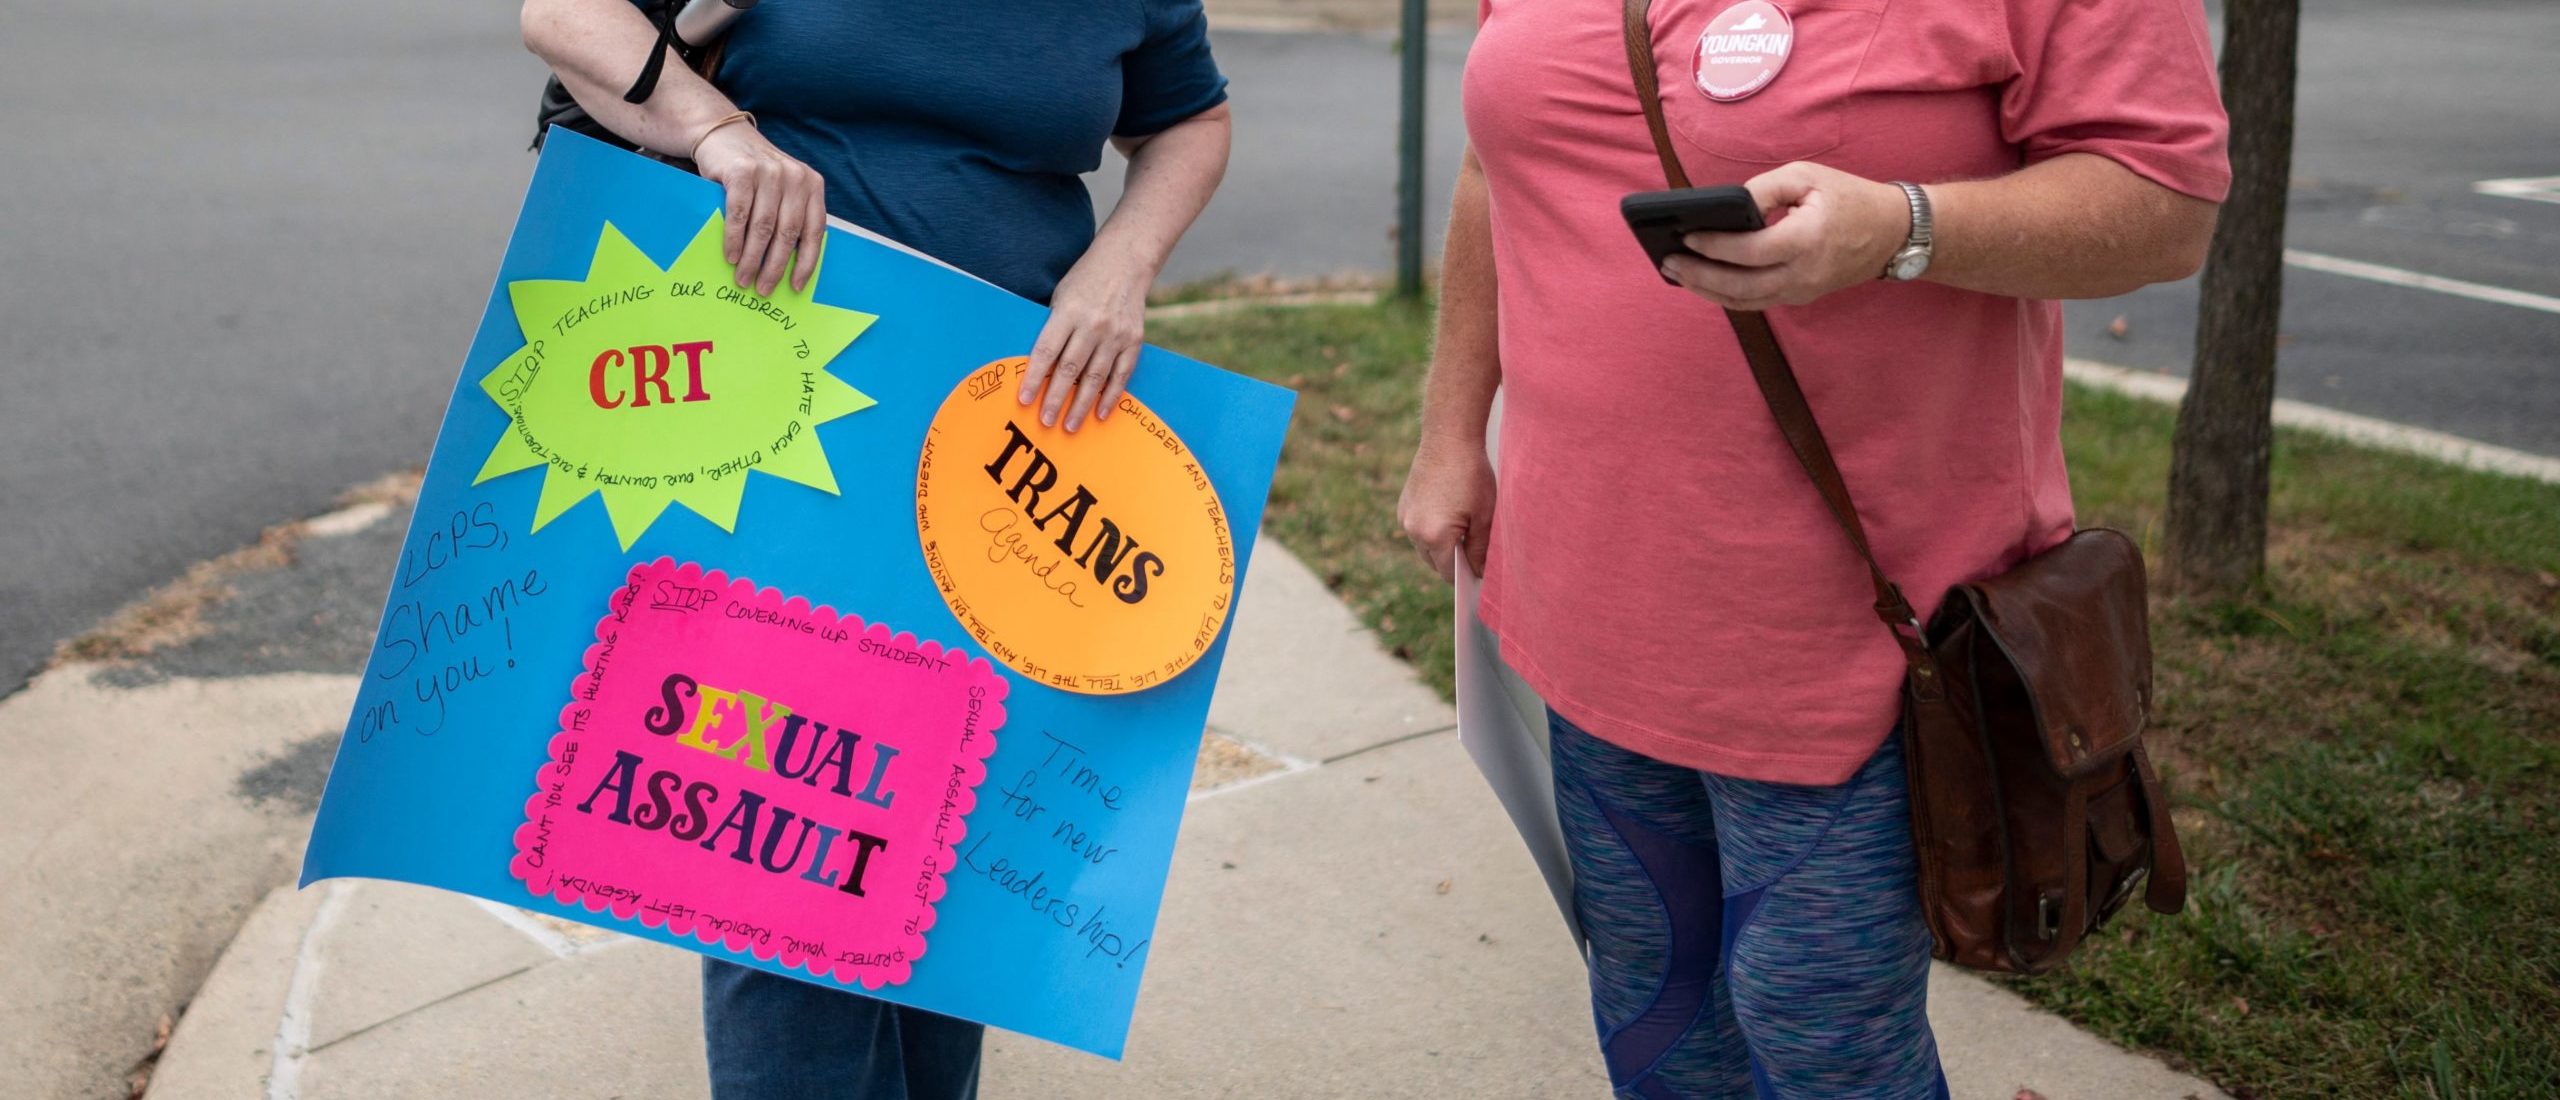 YOUNGKIN
GOVERNOR
STOP TEACHING OUR CHILDREN TO HATE EACH OTHER, OUR COUNTRY & OUR TRADITIONS!
CRT
STOP
CHILDREN AND TEACHERS TO LIVE THE LIE, TELL THE LIE, AND TELL ON ANYONE WHO DOESN'T!
TRANS
Agenda
LCPS,
Shame
on you!
STOP COVERING UP STUDENT
SEXUAL ASSAULT JUST TO
PROTECT YOUR RADICAL LEFT AGENDA!
CAN'T YOU SEE ITS HURTING KIDS!
SEXUAL
ASSAULT
Time
for new
Leadership!